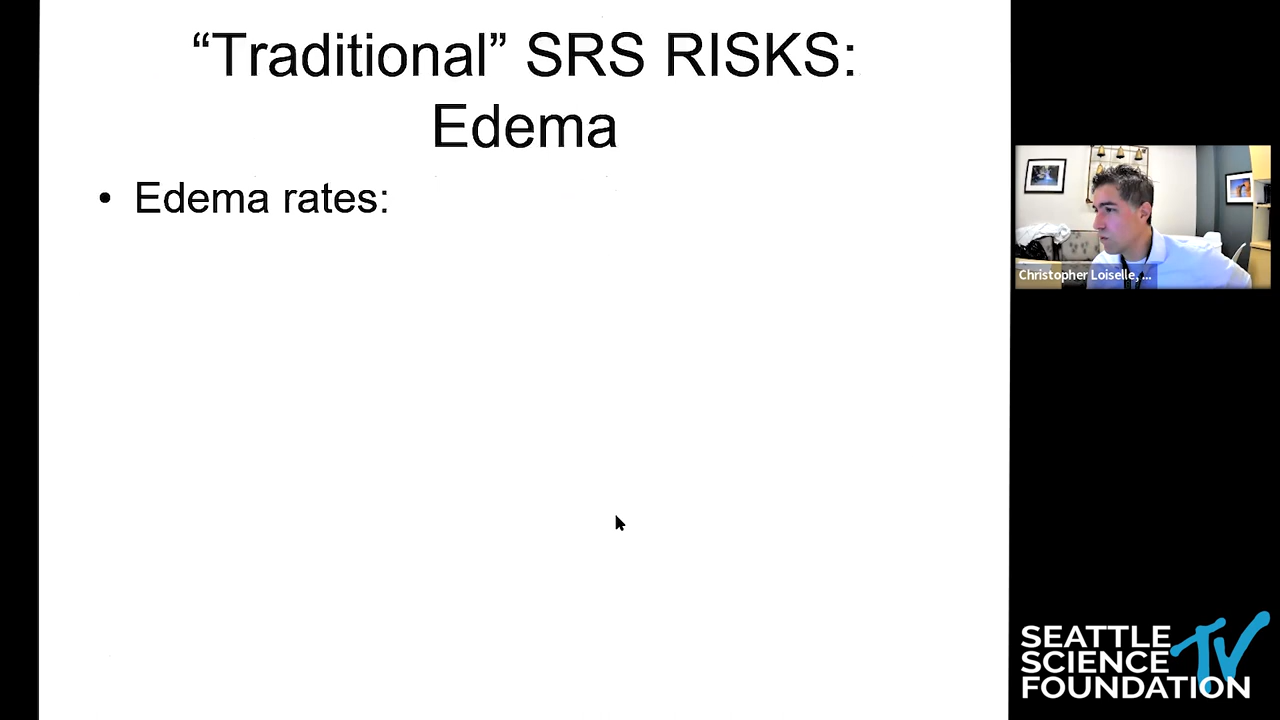 “Traditional” SRS RISKS:
Edema
• Edema rates:
Christopher Loiselle, ...
SEATTLE
SCIENCE TV
FOUNDATION